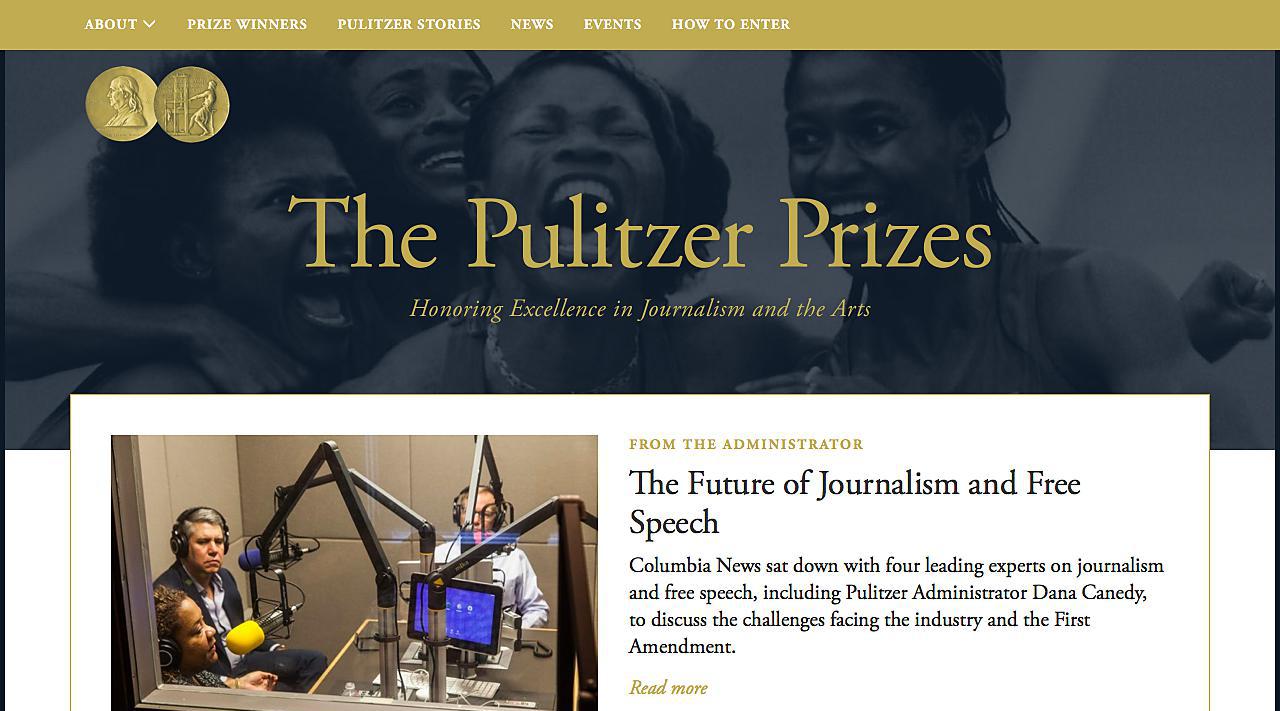 ABOUT PRIZE WINNERS PULITZER STORIES NEWS EVENTS HOW TO ENTER
The Pulitzer Prizes
Honoring Excellence in Journalism and the Arts
FROM THE ADMINISTRATOR
The Future of Journalism and Free
Speech
Columbia News sat down with four leading experts on journalism
and free speech, including Pulitzer Administrator Dana Canedy,
to discuss the challenges facing the industry and the First
Amendment.
Read more